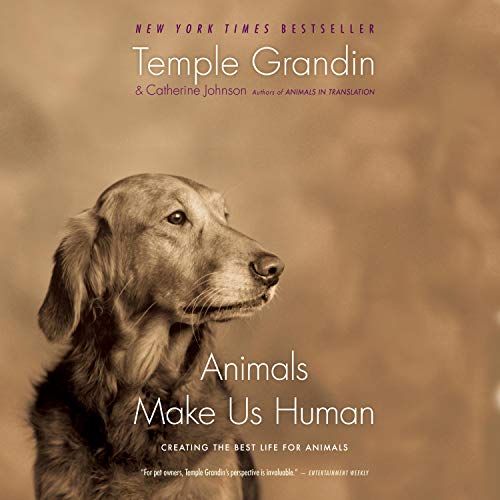 NEW YORK TIMES BESTSELLER
Temple Grandin
& Catherine Johnson Authors of ANIMALS IN TRANSLATION
Animals
Make Us Human
CREATING THE BEST LIFE FOR ANIMALS
"For pet owners, Temple Grandin's perspective is invaluable." — ENTERTAINMENT WEEKLY